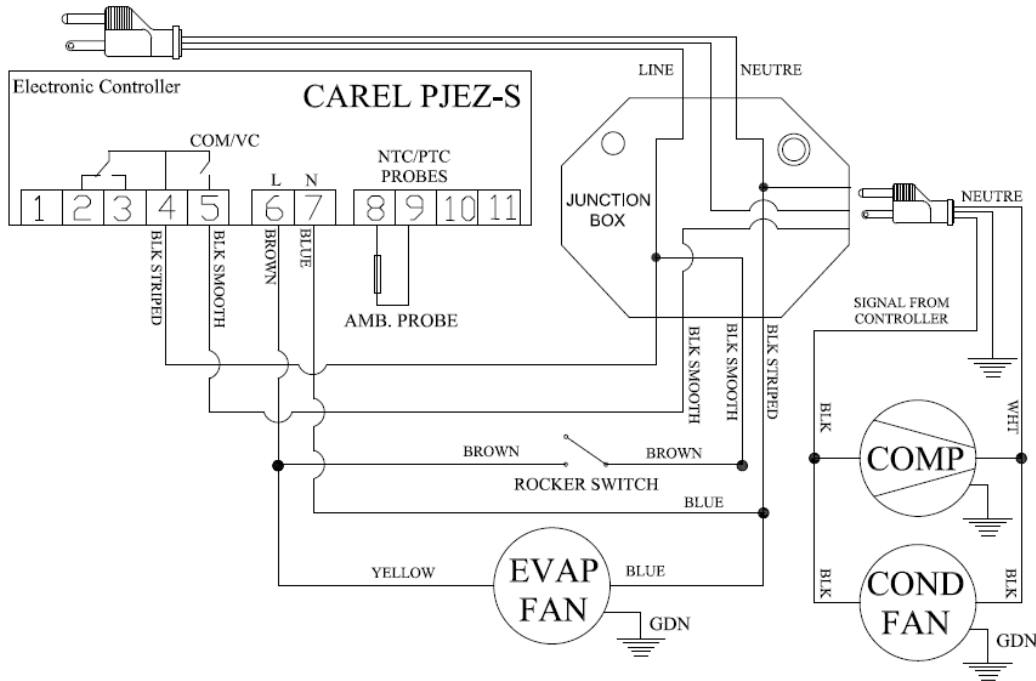 LINE
NEUTRE
Electronic Controller
CAREL PJEZ-S
COM/VC
NTC/PTC
PROBES
L
N
1
2
3
4
5
6
7
8
9
10
11
BLK STRIPED
BLK SMOOTH
BROWN
BLUE
AMB. PROBE
JUNCTION
BOX
NEUTRE
SIGNAL FROM
CONTROLLER
BLK SMOOTH
BLK SMOOTH
BLK STRIPED
BLK
WHT
COMP
BROWN
BROWN
ROCKER SWITCH
BLUE
YELLOW
EVAP
FAN
BLUE
GDN
BLK
COND
FAN
BLK
GDN